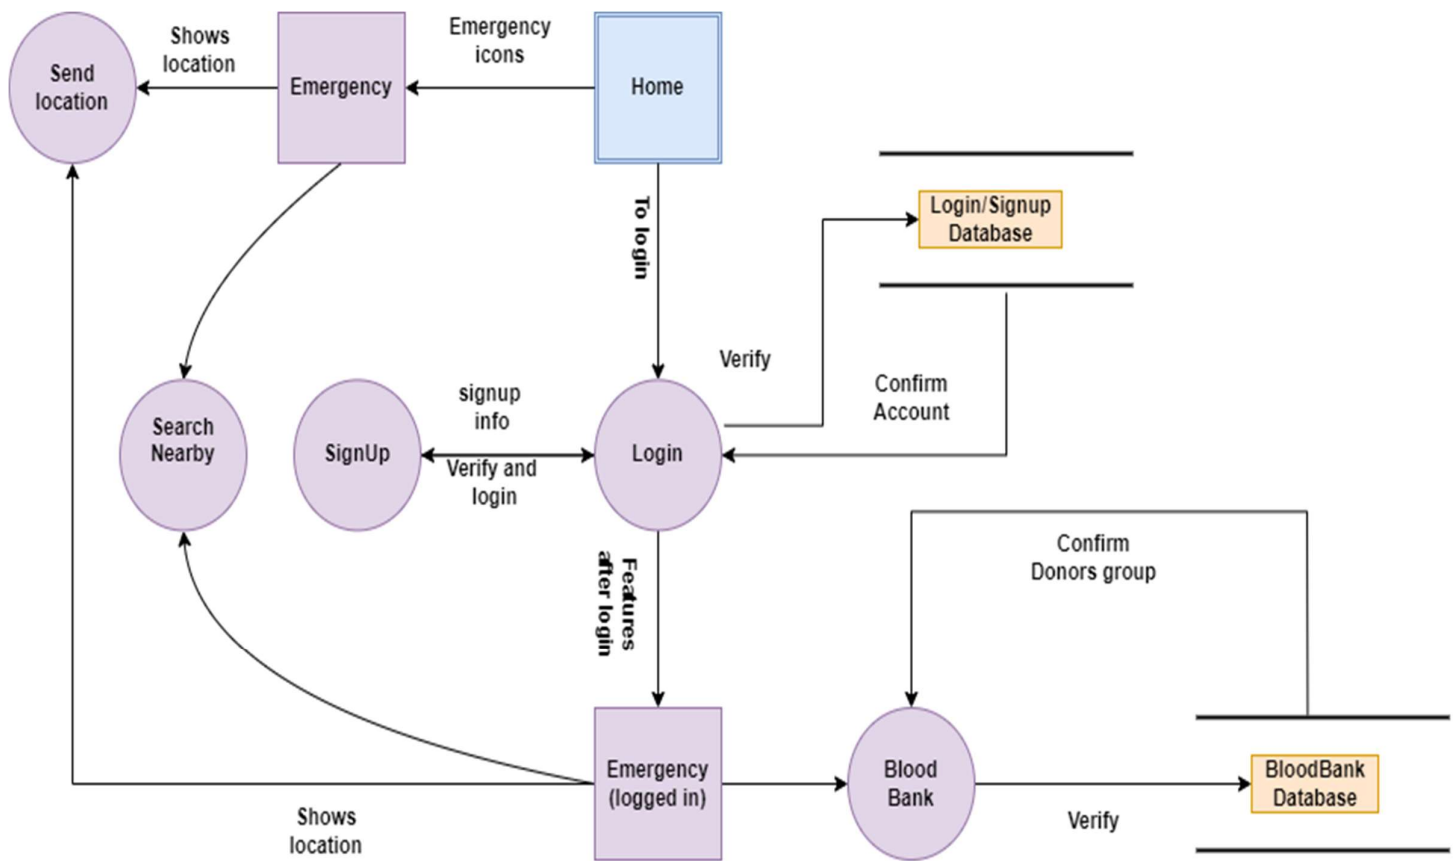 Shows
location
Emergency
icons
Send
location
Emergency
Home
To login
Login/Signup
Database
Verify
Confirm
Account
signup
info
Search
Nearby
SignUp
Login
Verify and
login
Features
after login
Confirm
Donors group
Emergency
(logged in)
Blood
Bank
BloodBank
Database
Verify
Shows
location